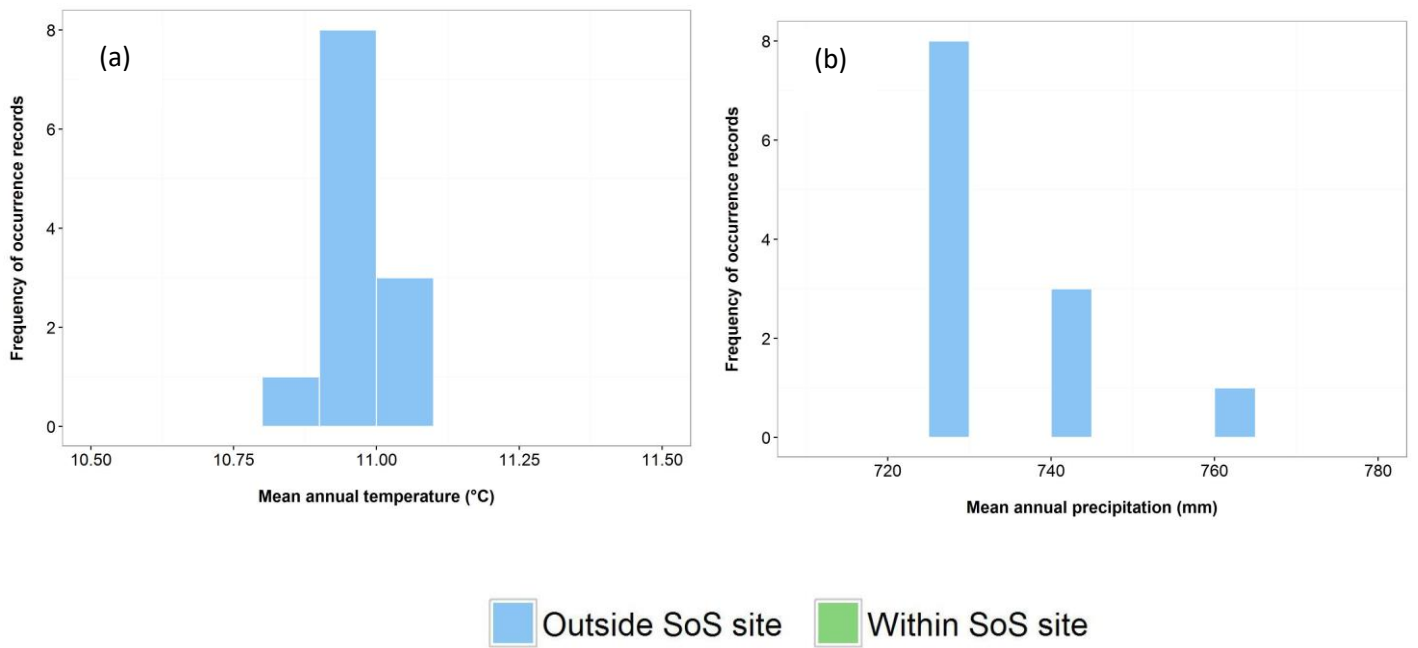 (a)
Frequency of occurrence records
8
6
4
2
0
10.50 10.75 11.00 11.25 11.50
Mean annual temperature (°C)
(b)
Frequency of occurrence records
8
6
4
2
0
720 740 760 780
Mean annual precipitation (mm)
Outside SoS site
Within SoS site